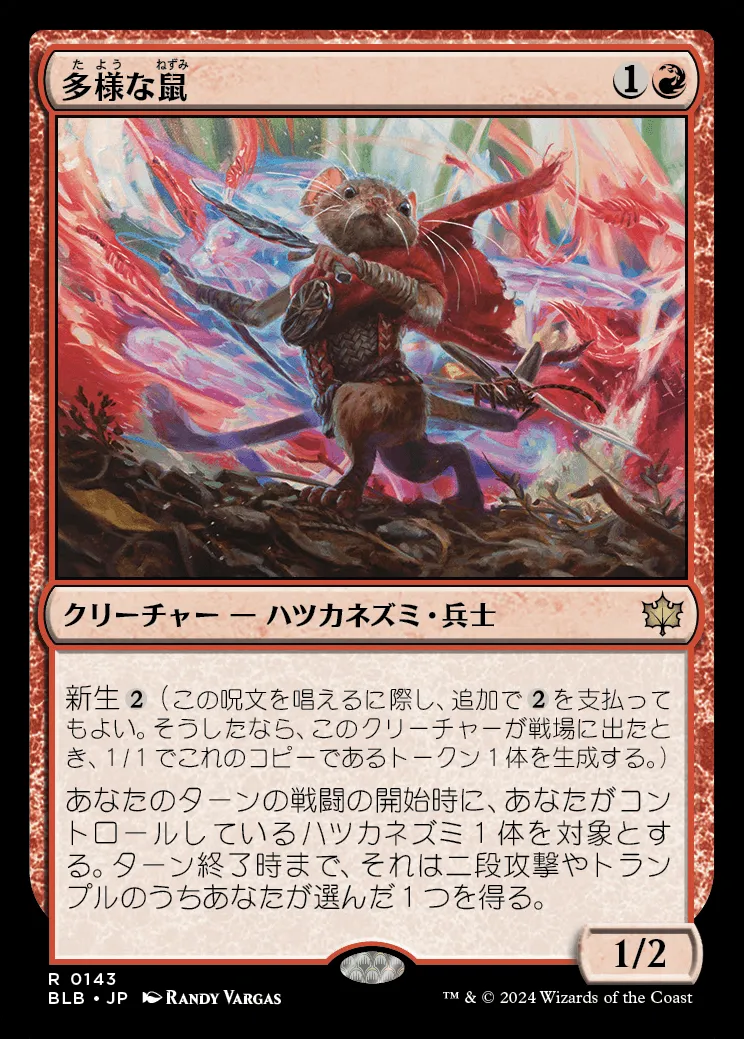 たようなねずみ
多様な鼠 1
クリーチャー — ハツカネズミ・兵士
新生 2 （この呪文を唱えるに際し、追加で 2 を支払って
もよい。そうしたなら、このクリーチャーが戦場に出たと
き、1/1でこれのコピーであるトークン1体を生成する。）
あなたのターンの戦闘の開始時に、あなたがコン
トロールしているハツカネズミ1体を対象とす
る。ターン終了時まで、それは二段攻撃やトラン
プルのうちあなたが選んだ1つを得る。
1/2
R 0143
BLB • JP RANDY VARGAS
™ & © 2024 Wizards of the Coast